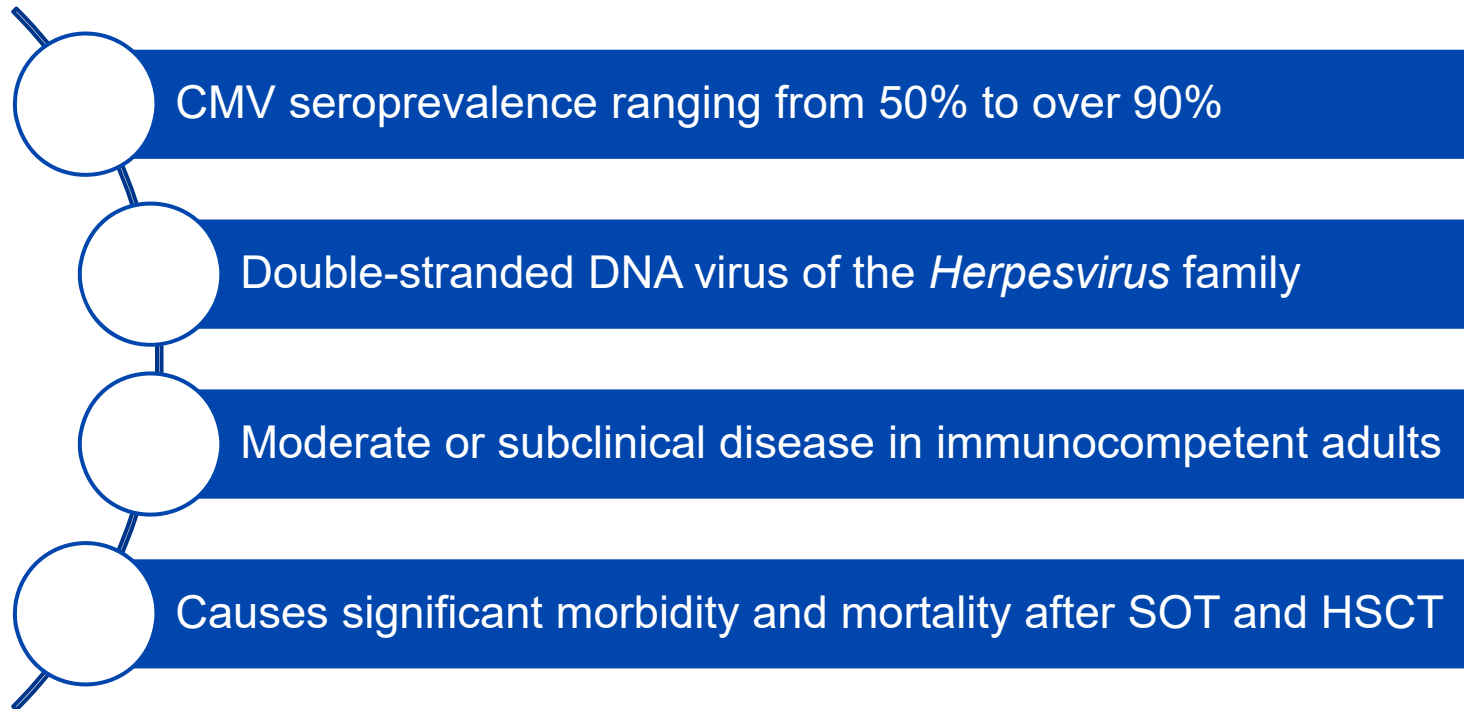 CMV seroprevalence ranging from 50% to over 90%
Double-stranded DNA virus of the Herpesvirus family
Moderate or subclinical disease in immunocompetent adults
Causes significant morbidity and mortality after SOT and HSCT